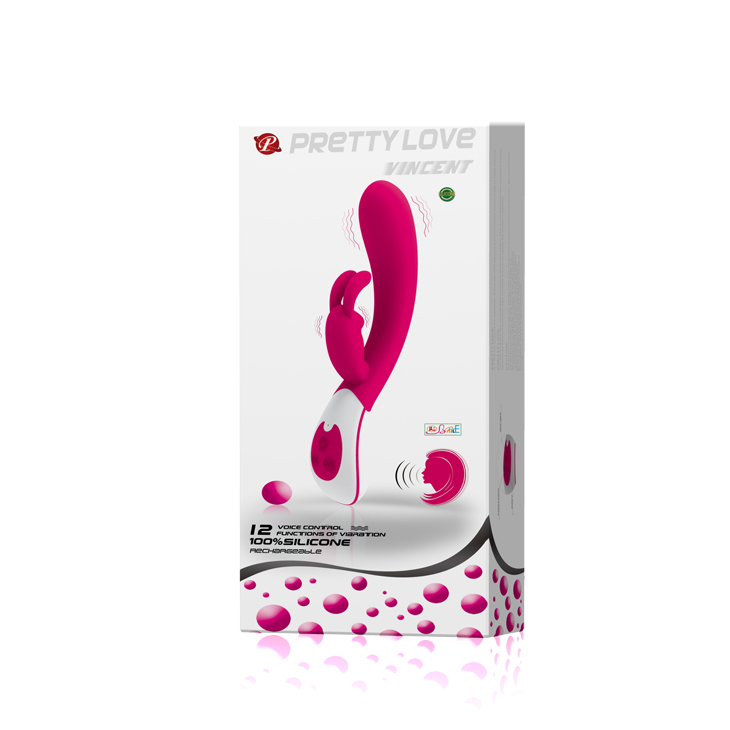 PRETTY LOVE
VINCENT
12 VOICE CONTROL
FUNCTIONS OF VIBRATION
100% SILICONE
RECHARGEABLE